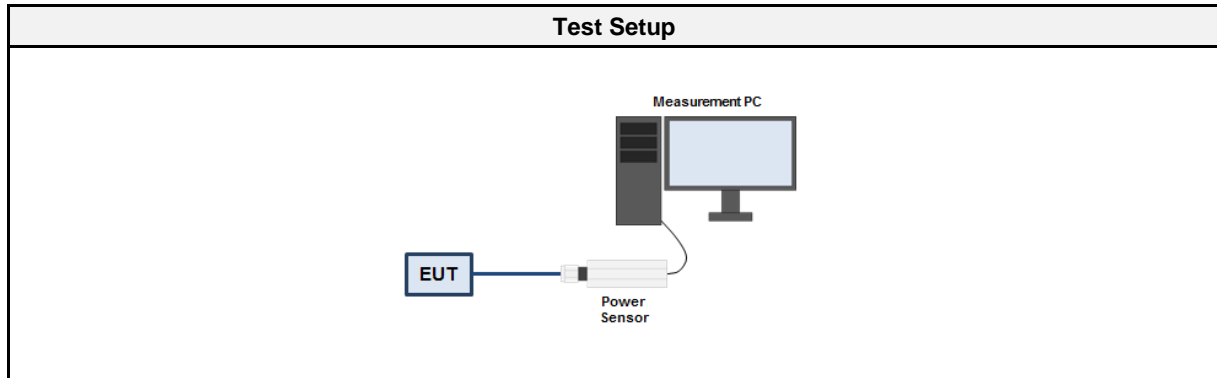 Test Setup
Measurement PC
EUT
Power
Sensor